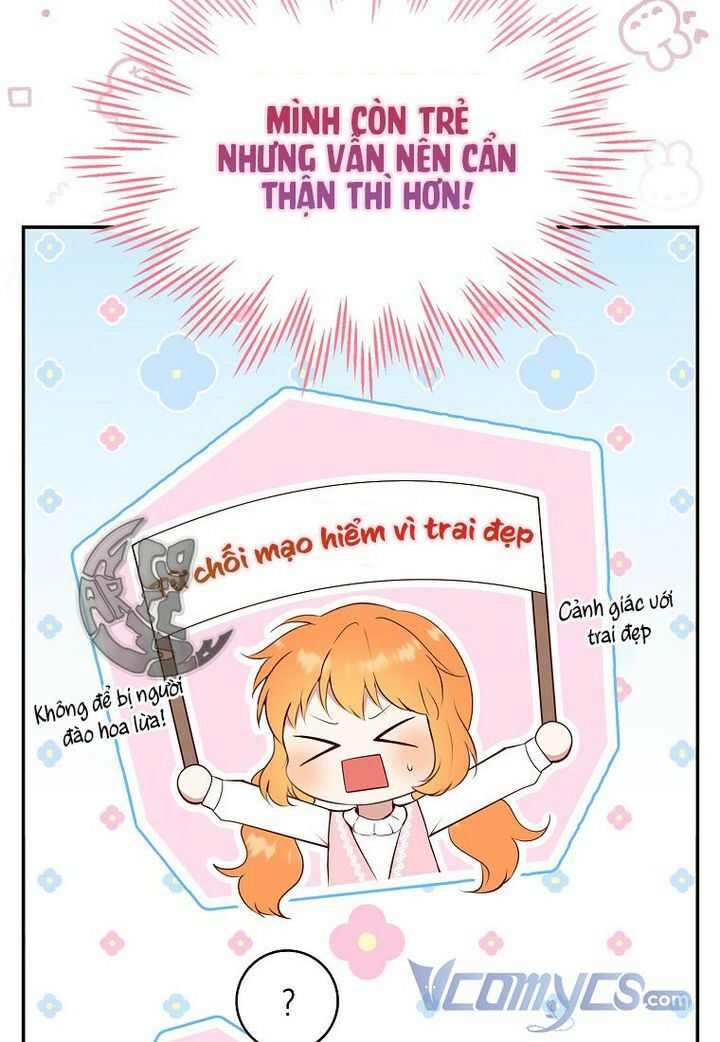 MÌNH CÒN TRẺ
NHƯNG VẪN NÊN CẨN
THẬN THÌ HƠN!
Từ chối mạo hiểm vì trai đẹp
Cảnh giác với
trai đẹp
Không để bị người
đào hoa lừa!
?
VCOMYCS.com